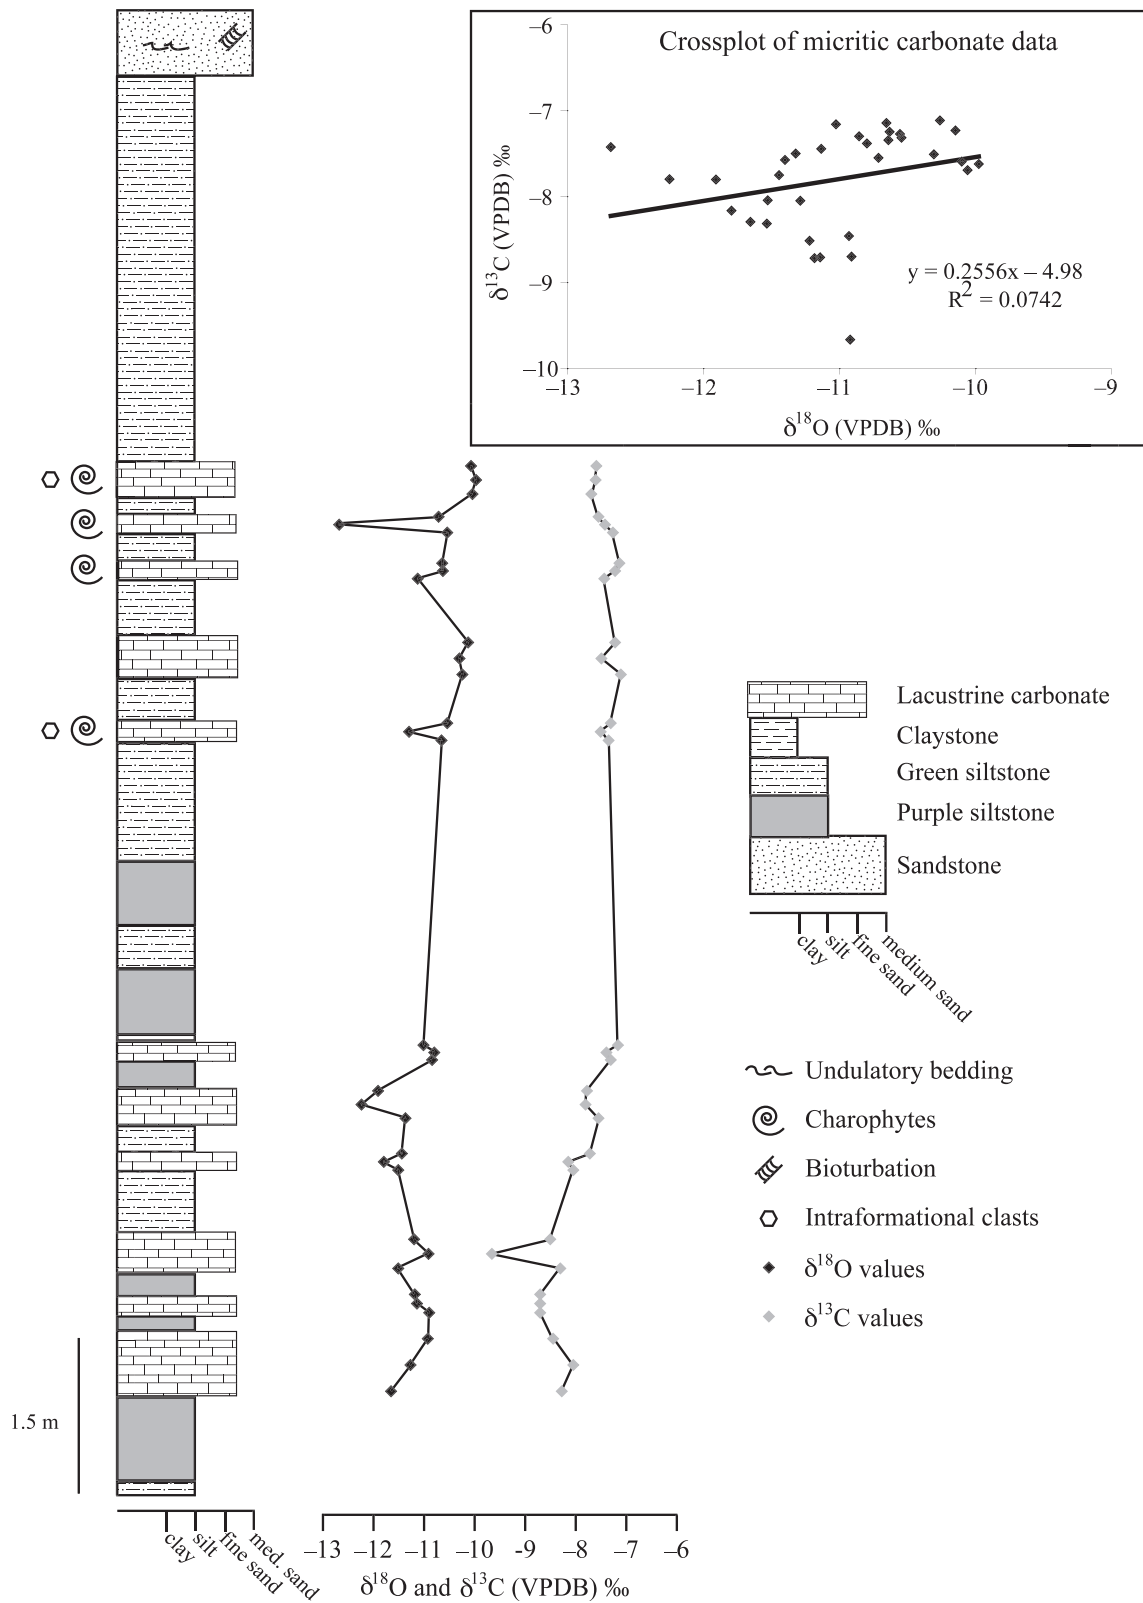 Crossplot of micritic carbonate data
–6
–7
–8
–9
–10
δ¹³C (VPDB) ‰
y = 0.2556x – 4.98
R² = 0.0742
–13 –12 –11 –10 –9
δ¹⁸O (VPDB) ‰
Lacustrine carbonate
Claystone
Green siltstone
Purple siltstone
Sandstone
clay silt fine sand medium sand
Undulatory bedding
Charophytes
Bioturbation
Intraformational clasts
δ¹⁸O values
δ¹³C values
1.5 m
clay silt fine sand med. sand
–13 –12 –11 –10 -9 –8 –7 –6
δ¹⁸O and δ¹³C (VPDB) ‰